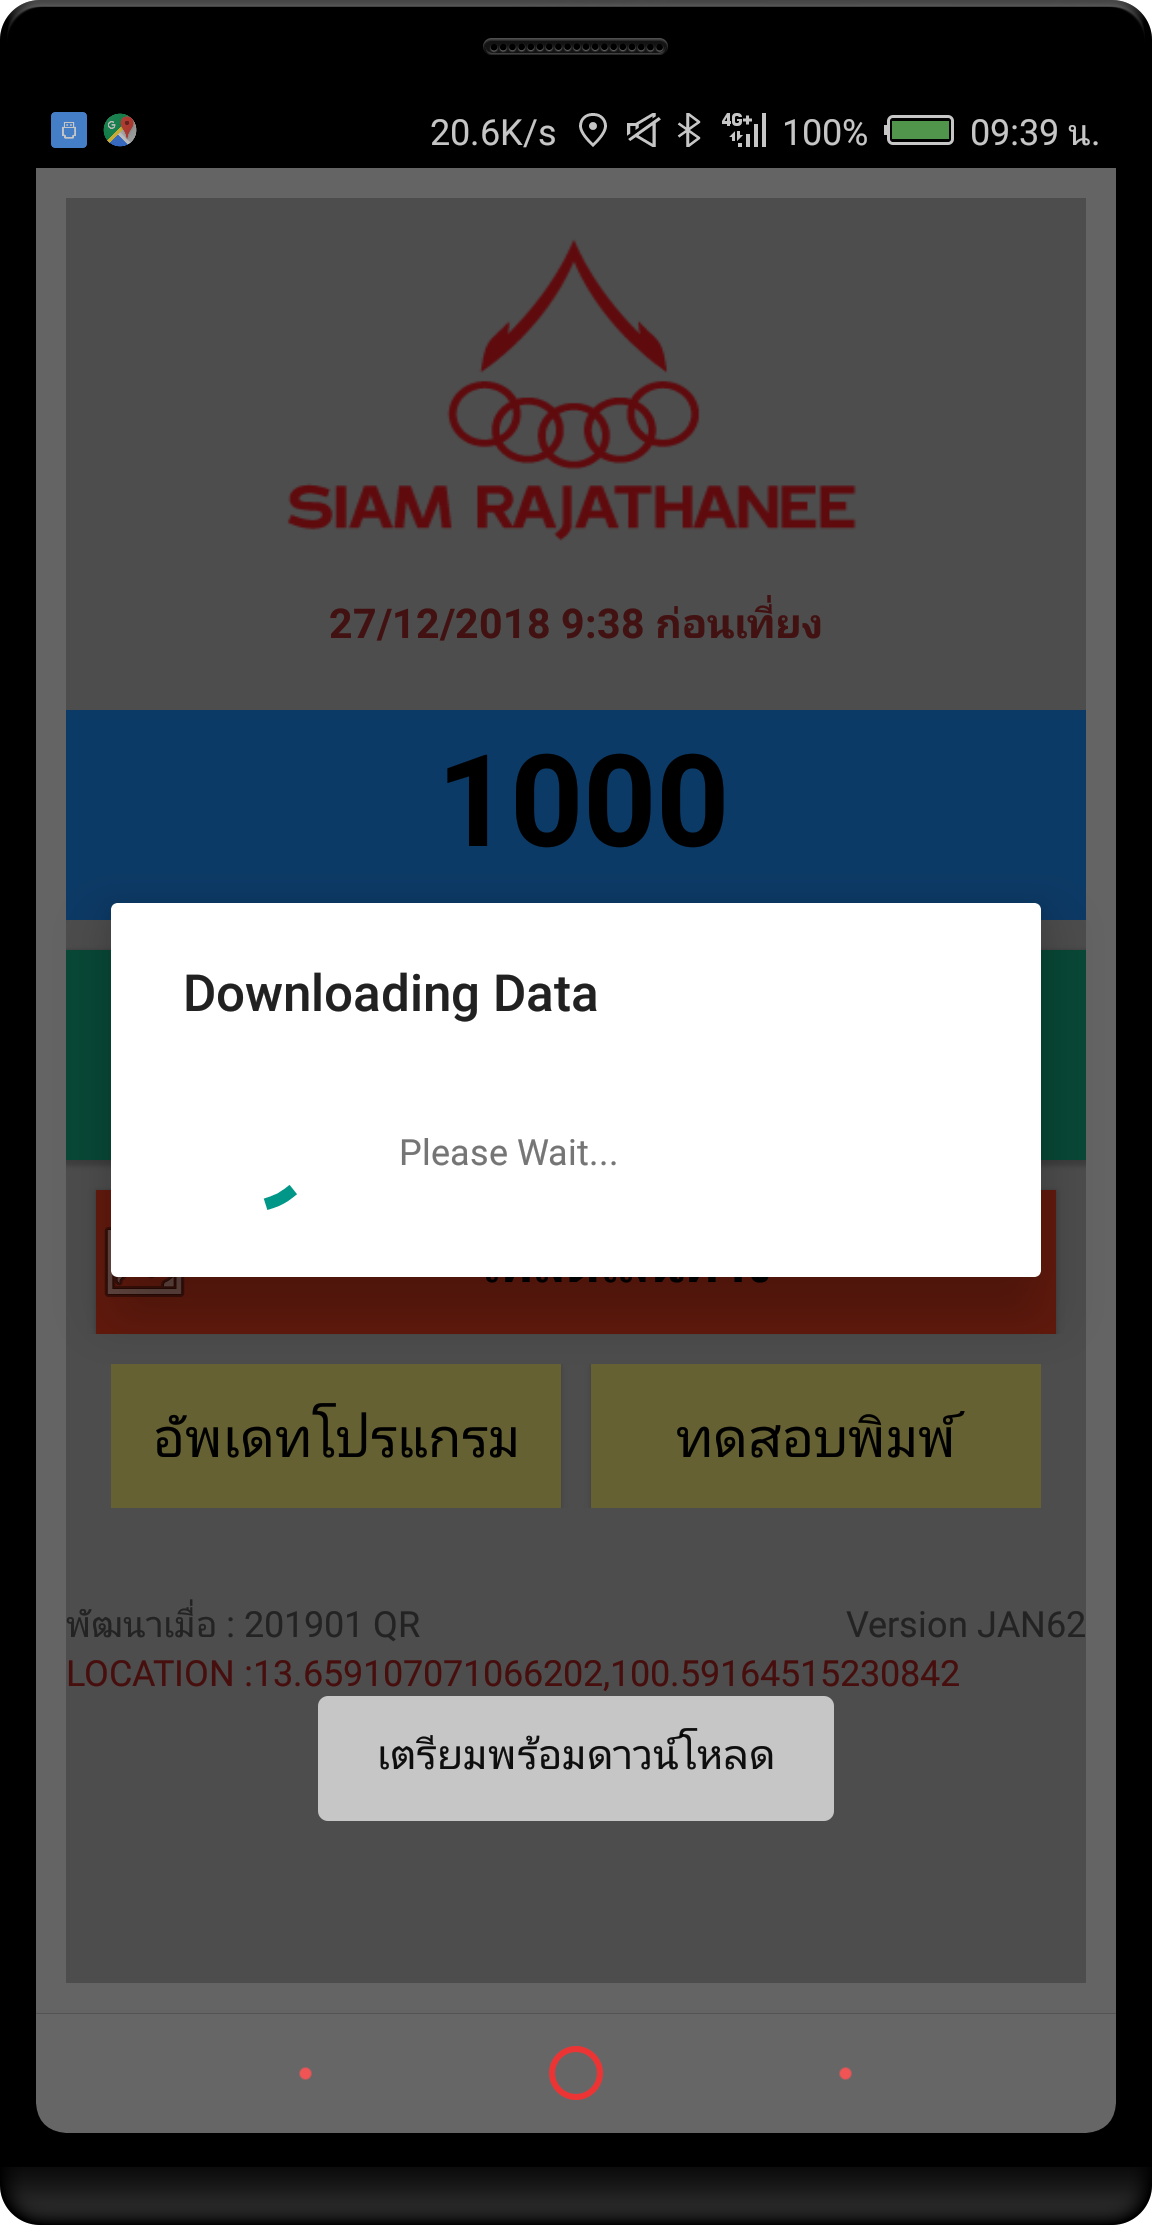 20.6K/s 4G+ 100% 09:39 น.
SIAM RAJATHANEE
27/12/2018 9:38 ก่อนเที่ยง
1000
Downloading Data
Please Wait...
อัพเดทโปรแกรม ทดสอบพิมพ์
พัฒนาเมื่อ : 201901 QR Version JAN62
LOCATION :13.659107071066202,100.59164515230842
เตรียมพร้อมดาวน์โหลด